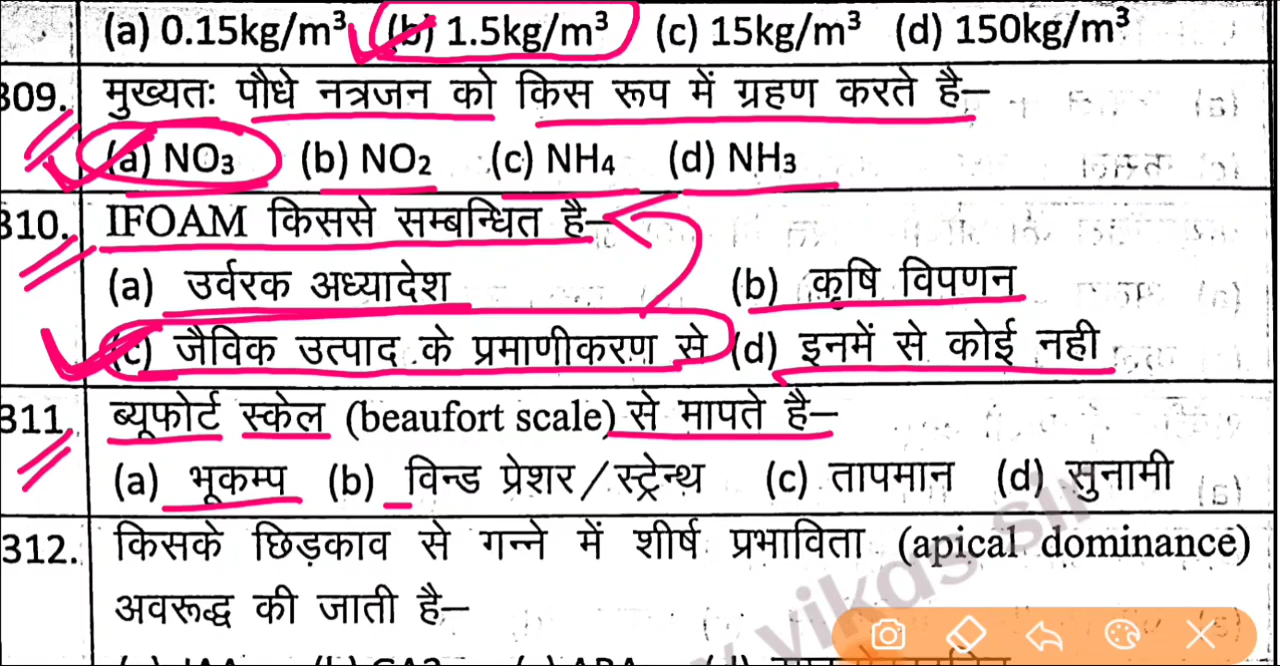 (a) 0.15kg/m³ (b) 1.5kg/m³ (c) 15kg/m³ (d) 150kg/m³
309. मुख्यतः पौधे नत्रजन को किस रूप में ग्रहण करते है–
(a) NO3 (b) NO2 (c) NH4 (d) NH3
310. IFOAM किससे सम्बन्धित है–
(a) उर्वरक अध्यादेश (b) कृषि विपणन
(c) जैविक उत्पाद के प्रमाणीकरण से (d) इनमें से कोई नही
311. ब्यूफोर्ट स्केल (beaufort scale) से मापते है–
(a) भूकम्प (b) विन्ड प्रेशर/स्ट्रेन्थ (c) तापमान (d) सुनामी
312. किसके छिड़काव से गन्ने में शीर्ष प्रभाविता (apical dominance)
अवरूद्ध की जाती है–
vikas sir